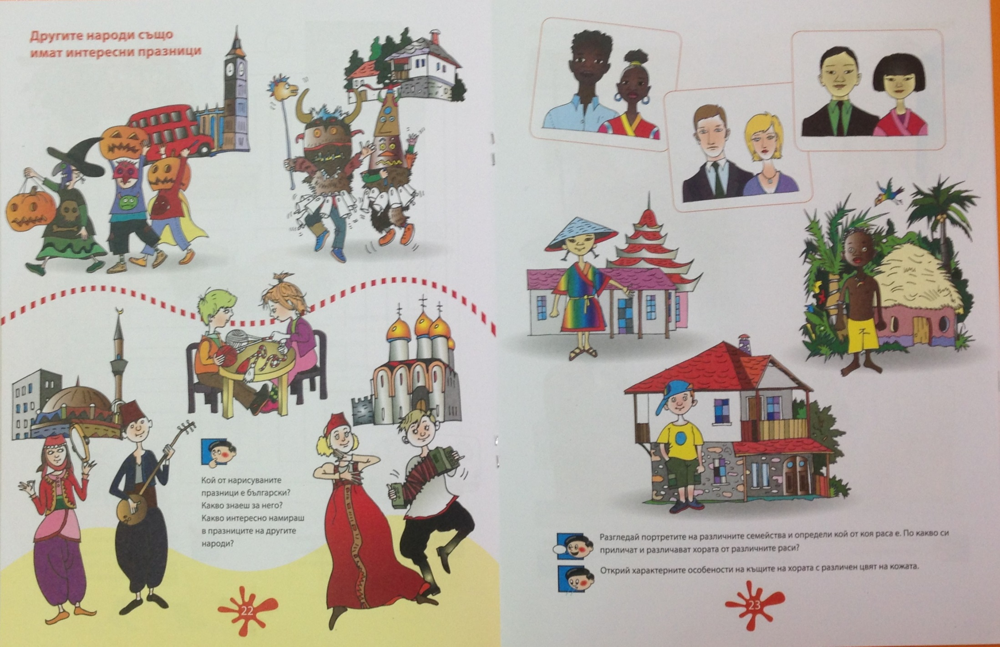 Другите народи също
имат интересни празници
Кой от нарисуваните
празници е български?
Какво знаеш за него?
Какво интересно намираш
в празниците на другите
народи?
22
Разгледай портретите на различните семейства и определи кой от коя раса е. По какво си
приличат и различават хората от различните раси?
Открий характерните особености на къщите на хората с различен цвят на кожата.
23